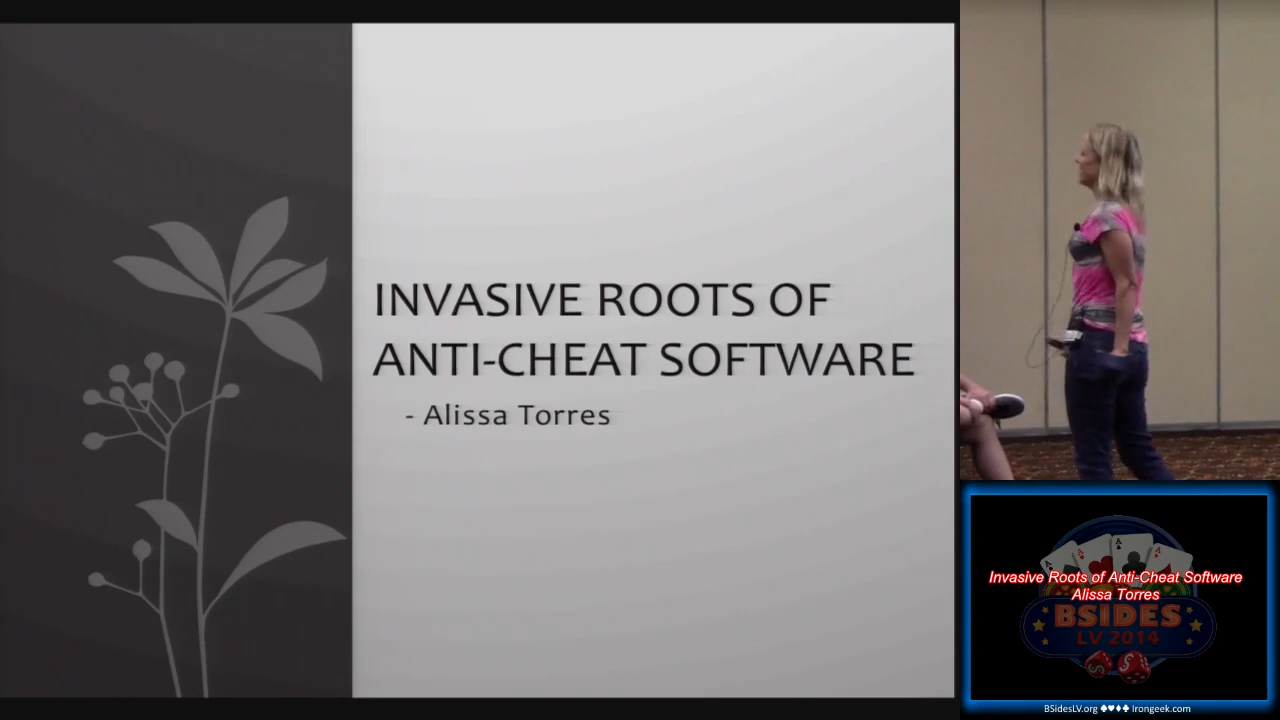 INVASIVE ROOTS OF
ANTI-CHEAT SOFTWARE
- Alissa Torres
Invasive Roots of Anti-Cheat Software
Alissa Torres
BSIDES
LV 2014
BSidesLV.org ♠♥♦♣ Irongeek.com